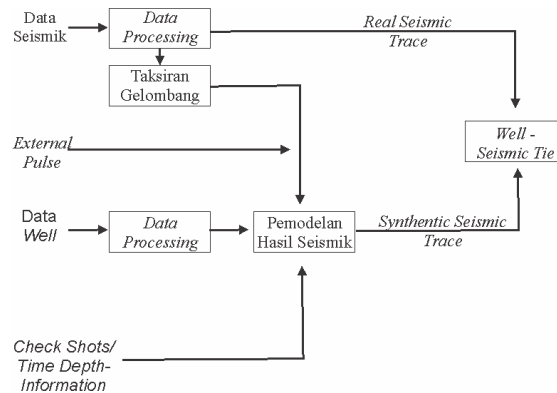 Data
Seismik
Data
Processing
Real Seismic
Trace
Taksiran
Gelombang
External
Pulse
Well -
Seismic Tie
Data
Well
Data
Processing
Pemodelan
Hasil Seismik
Synthentic Seismic
Trace
Check Shots/
Time Depth-
Information